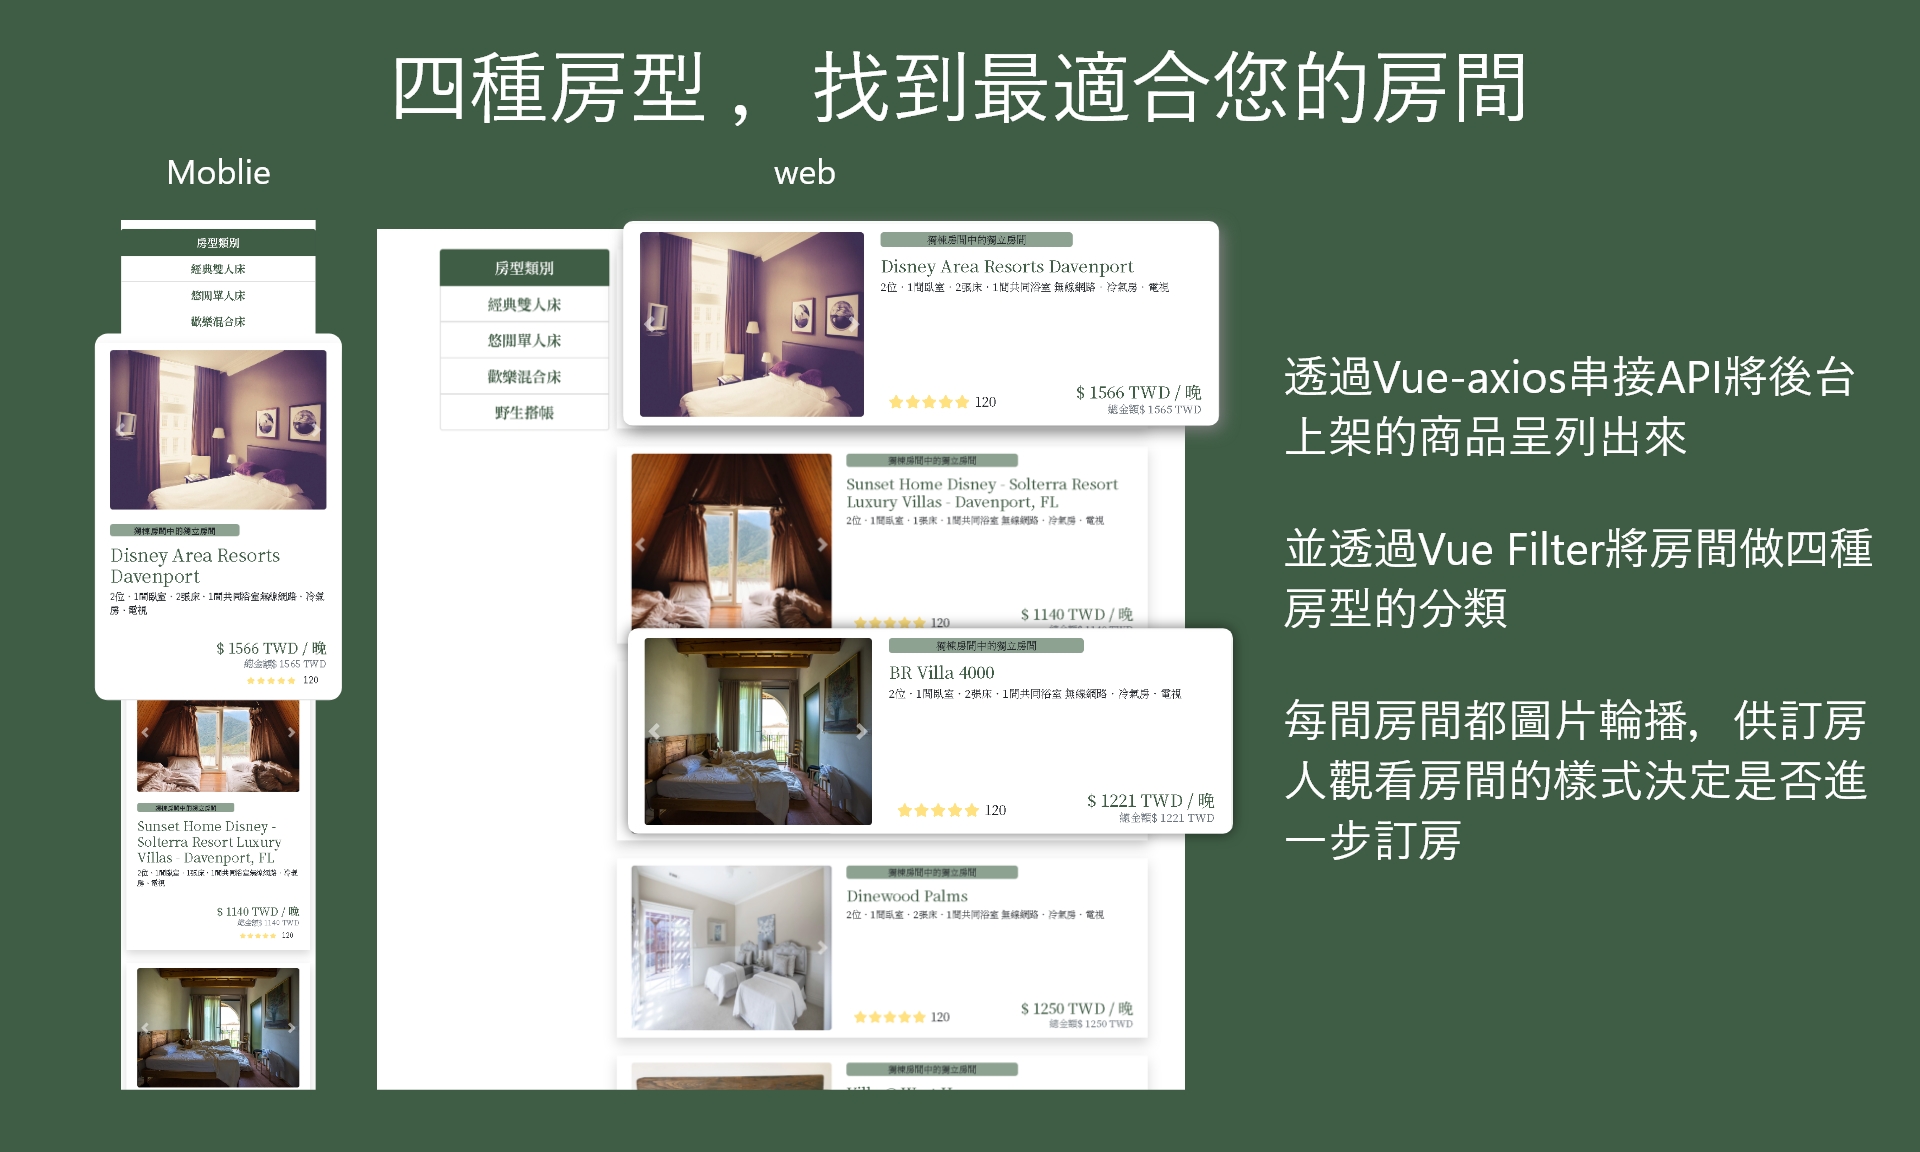 四種房型， 找到最適合您的房間
Moblie
web
房型類別
經典雙人床
悠閒單人床
歡樂混合床
獨棟房間中的獨立房間
Disney Area Resorts
Davenport
2位．1間臥室．2張床．1間共同浴室無線網路．冷氣
房．電視
$ 1566 TWD / 晚
總金額$ 1565 TWD
120
獨棟房間中的獨立房間
Sunset Home Disney -
Solterra Resort Luxury
Villas - Davenport, FL
2位．1間臥室．1張床．1間共同浴室無線網路．冷氣
房．電視
$ 1140 TWD / 晚
總金額$ 1140 TWD
120
房型類別
經典雙人床
悠閒單人床
歡樂混合床
野生搭帳
獨棟房間中的獨立房間
Disney Area Resorts Davenport
2位．1間臥室．2張床．1間共同浴室 無線網路．冷氣房．電視
120
$ 1566 TWD / 晚
總金額$ 1565 TWD
獨棟房間中的獨立房間
Sunset Home Disney - Solterra Resort
Luxury Villas - Davenport, FL
2位．1間臥室．1張床．1間共同浴室 無線網路．冷氣房．電視
120
$ 1140 TWD / 晚
獨棟房間中的獨立房間
BR Villa 4000
2位．1間臥室．2張床．1間共同浴室 無線網路．冷氣房．電視
120
$ 1221 TWD / 晚
總金額$ 1221 TWD
獨棟房間中的獨立房間
Dinewood Palms
2位．1間臥室．2張床．1間共同浴室 無線網路．冷氣房．電視
120
$ 1250 TWD / 晚
總金額$ 1250 TWD
獨棟房間中的獨立房間
透過Vue-axios串接API將後台
上架的商品呈列出來
並透過Vue Filter將房間做四種
房型的分類
每間房間都圖片輪播，供訂房
人觀看房間的樣式決定是否進
一步訂房